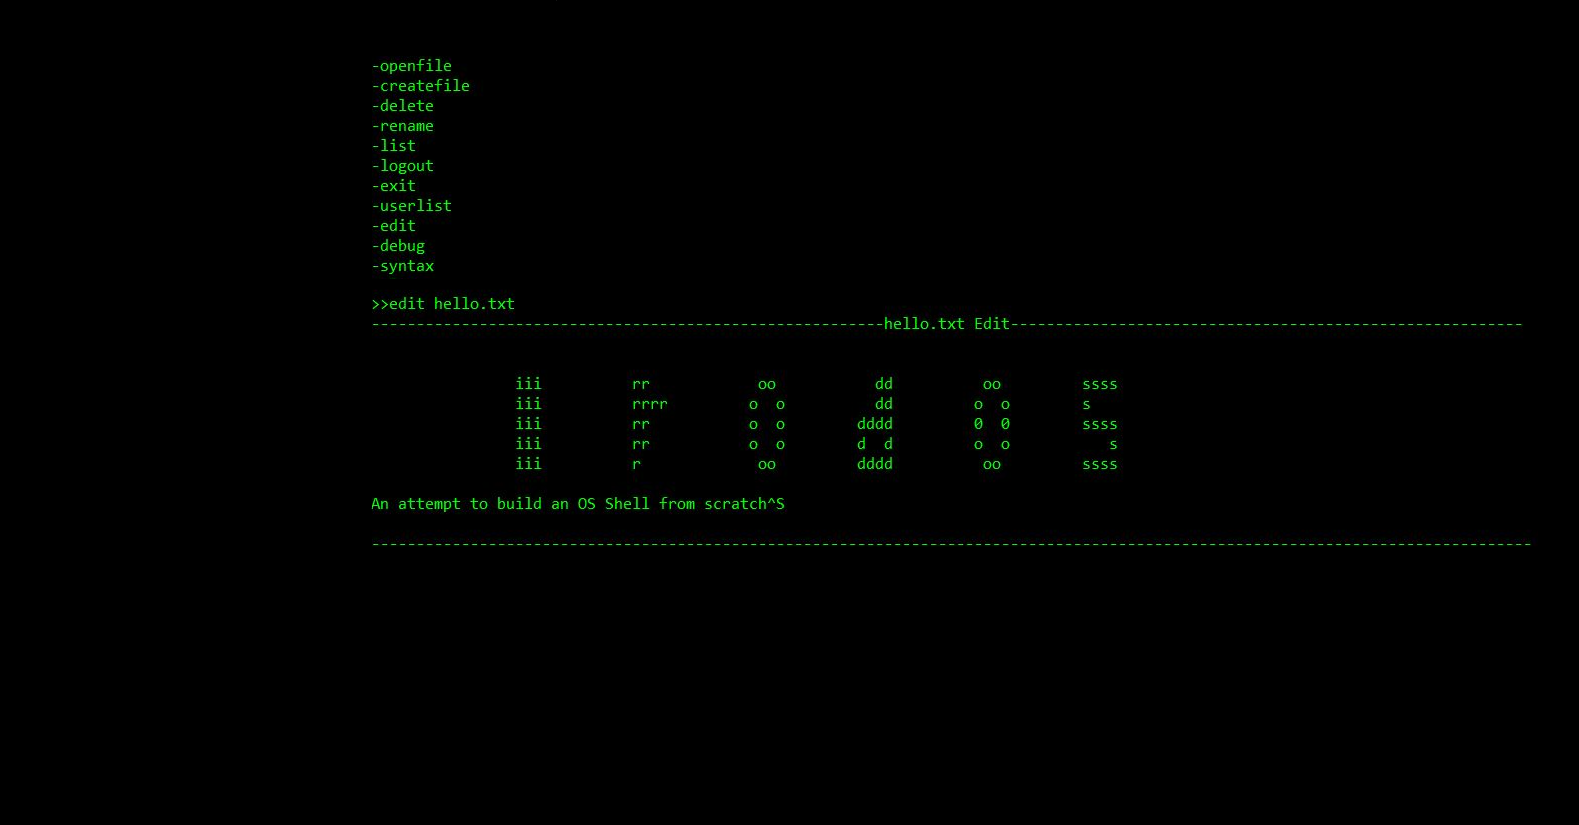 -openfile
-createfile
-delete
-rename
-list
-logout
-exit
-userlist
-edit
-debug
-syntax
>>edit hello.txt
---------------------------------------------------------hello.txt Edit---------------------------------------------------------
                iii          rr            oo           dd          oo         ssss
                iii          rrrr         o  o          dd         o  o        s
                iii          rr           o  o        dddd         0  0        ssss
                iii          rr           o  o        d  d         o  o           s
                iii          r             oo         dddd          oo         ssss
An attempt to build an OS Shell from scratch^S
---------------------------------------------------------------------------------------------------------------------------------